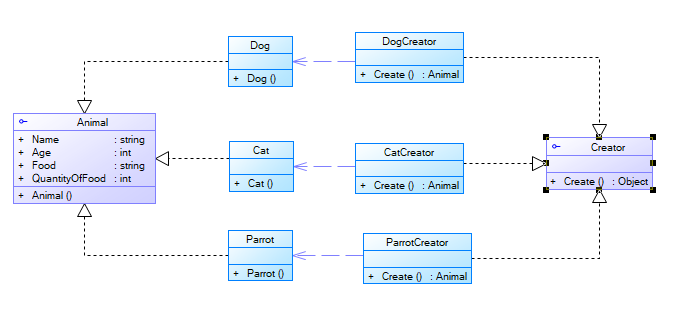 Dog
+ Dog ()
DogCreator
+ Create () : Animal
Animal
+ Name : string
+ Age : int
+ Food : string
+ QuantityOfFood : int
+ Animal ()
Cat
+ Cat ()
CatCreator
+ Create () : Animal
Creator
+ Create () : Object
Parrot
+ Parrot ()
ParrotCreator
+ Create () : Animal